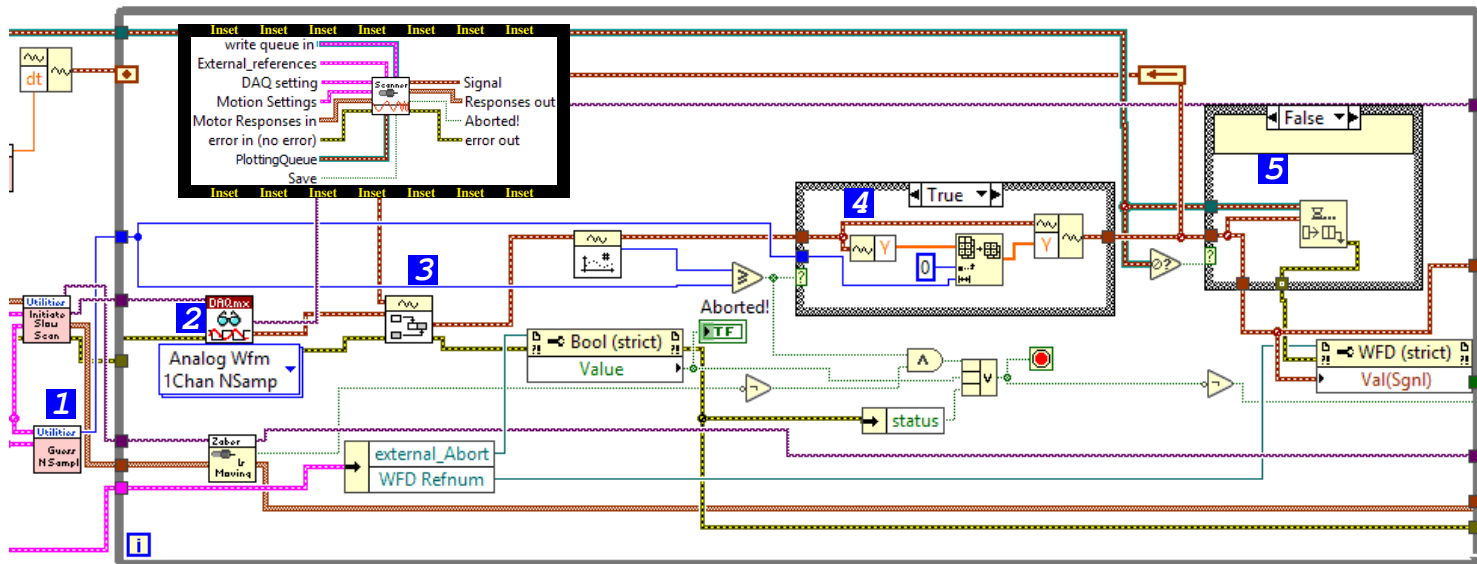 Inset Inset Inset Inset Inset Inset Inset
write queue in
External_references
DAQ setting
Motion Settings
Motor Responses in
error in (no error)
PlottingQueue
Save
Scanner
Signal
Responses out
Aborted!
error out
Inset Inset Inset Inset Inset Inset Inset
dt
False
5
True
4
Y
Y
0
3
#
?
?
?
Utilities
Initiate
Slau
Scan
2
DAQmx
Analog Wfm
1Chan NSamp
Aborted!
TF
Bool (strict)
Value
WFD (strict)
Val(Sgnl)
status
1
Utilities
Guess
NSampl
Zaber
Is
Moving
external_Abort
WFD Refnum
i